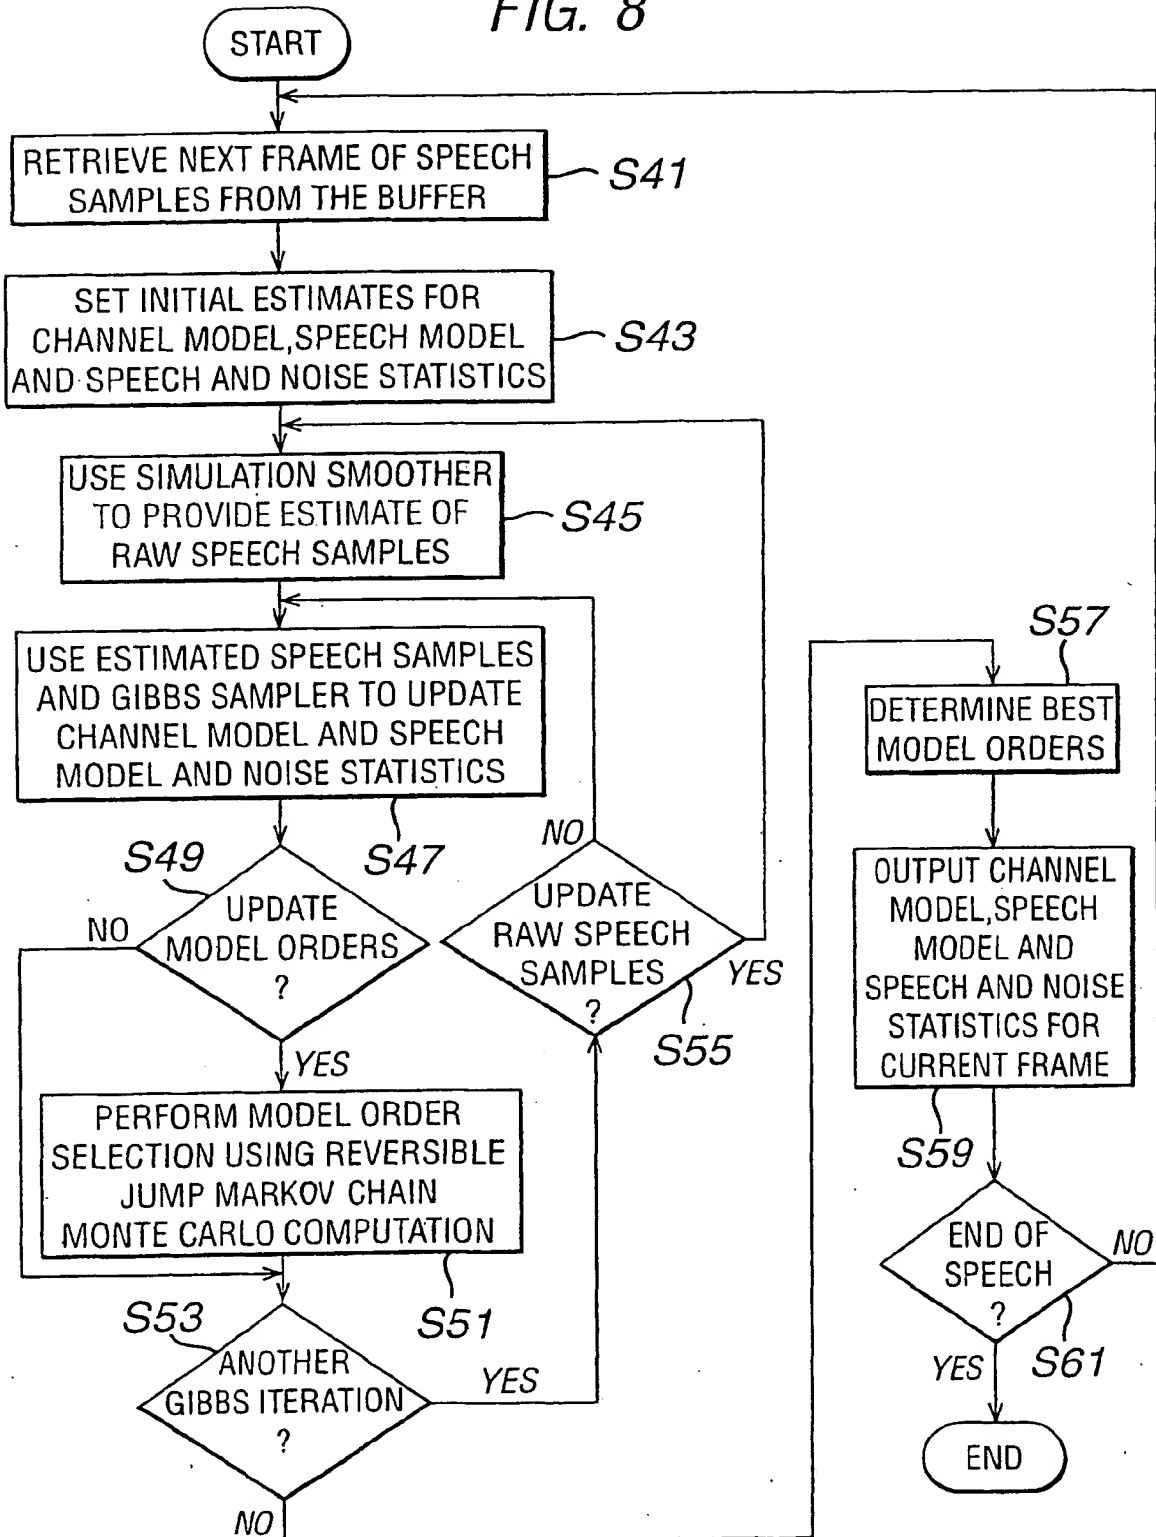 FIG. 8
START
RETRIEVE NEXT FRAME OF SPEECH
SAMPLES FROM THE BUFFER
S41
SET INITIAL ESTIMATES FOR
CHANNEL MODEL,SPEECH MODEL
AND SPEECH AND NOISE STATISTICS
S43
USE SIMULATION SMOOTHER
TO PROVIDE ESTIMATE OF
RAW SPEECH SAMPLES
S45
USE ESTIMATED SPEECH SAMPLES
AND GIBBS SAMPLER TO UPDATE
CHANNEL MODEL AND SPEECH
MODEL AND NOISE STATISTICS
S47
S49
UPDATE
MODEL ORDERS
?
NO
YES
PERFORM MODEL ORDER
SELECTION USING REVERSIBLE
JUMP MARKOV CHAIN
MONTE CARLO COMPUTATION
S51
S53
ANOTHER
GIBBS ITERATION
?
YES
NO
NO
UPDATE
RAW SPEECH
SAMPLES
?
YES
S55
S57
DETERMINE BEST
MODEL ORDERS
OUTPUT CHANNEL
MODEL,SPEECH
MODEL AND
SPEECH AND NOISE
STATISTICS FOR
CURRENT FRAME
S59
END OF
SPEECH
?
NO
YES
S61
END